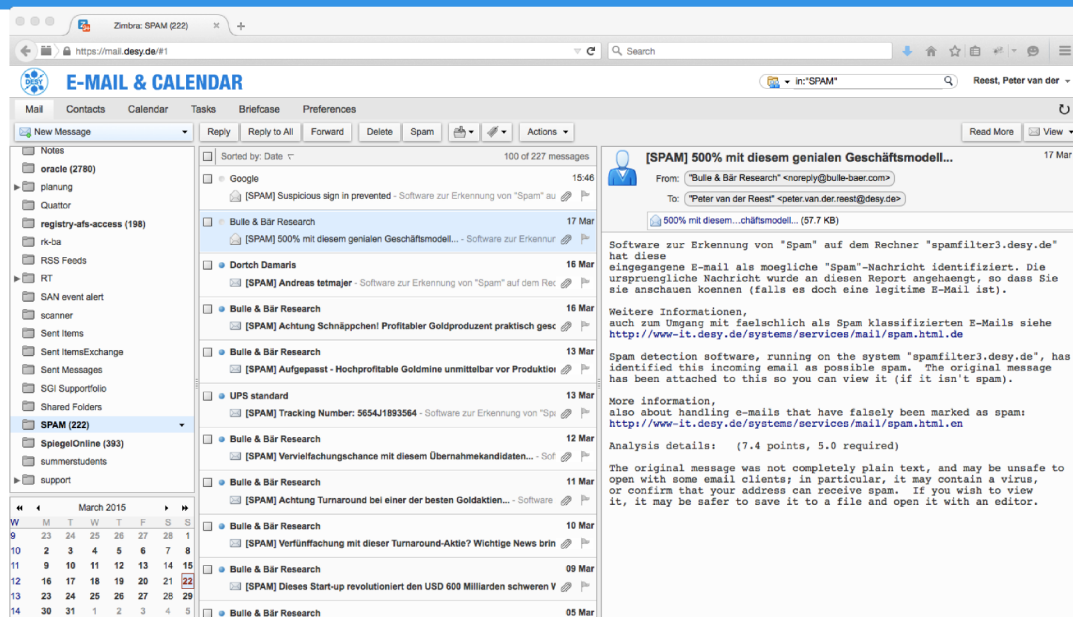 Zimbra: SPAM (222)
https://mail.desy.de/#1
Search
DESY E-MAIL & CALENDAR
in:"SPAM"
Reest, Peter van der
Mail Contacts Calendar Tasks Briefcase Preferences
New Message
Reply Reply to All Forward Delete Spam Actions Read More View
Notes
oracle (2780)
planung
Quattor
registry-afs-access (198)
rk-ba
RSS Feeds
RT
SAN event alert
scanner
Sent Items
Sent ItemsExchange
Sent Messages
SGI Supportfolio
Shared Folders
SPAM (222)
SpiegelOnline (393)
summerstudents
support
March 2015
W M T W T F S S
9 23 24 25 26 27 28 1
10 2 3 4 5 6 7 8
11 9 10 11 12 13 14 15
12 16 17 18 19 20 21 22
13 23 24 25 26 27 28 29
14 30 31 1 2 3 4 5
Sorted by: Date 100 of 227 messages
Google 15:46
[SPAM] Suspicious sign in prevented - Software zur Erkennung von "Spam" au
Bulle & Bär Research 17 Mar
[SPAM] 500% mit diesem genialen Geschäftsmodell... - Software zur Erkennur
Dortch Damaris 16 Mar
[SPAM] Andreas tetmajer - Software zur Erkennung von "Spam" auf dem Rec
Bulle & Bär Research 16 Mar
[SPAM] Achtung Schnäppchen! Profitabler Goldproduzent praktisch gesc
Bulle & Bär Research 13 Mar
[SPAM] Aufgepasst - Hochprofitable Goldmine unmittelbar vor Produktion
UPS standard 13 Mar
[SPAM] Tracking Number: 5654J1893564 - Software zur Erkennung von "Spa
Bulle & Bär Research 12 Mar
[SPAM] Vervielfachungschance mit diesem Übernahmekandidaten... - Sof
Bulle & Bär Research 11 Mar
[SPAM] Achtung Turnaround bei einer der besten Goldaktien... - Software
Bulle & Bär Research 10 Mar
[SPAM] Verfünffachung mit dieser Turnaround-Aktie? Wichtige News brin
Bulle & Bär Research 09 Mar
[SPAM] Dieses Start-up revolutioniert den USD 600 Milliarden schweren
Bulle & Bär Research 05 Mar
[SPAM] 500% mit diesem genialen Geschäftsmodell... 17 Mar
From: "Bulle & Bär Research" <noreply@bulle-baer.com>
To: "Peter van der Reest" <peter.van.der.reest@desy.de>
500% mit diesem...chäftsmodell... (57.7 KB)
Software zur Erkennung von "Spam" auf dem Rechner "spamfilter3.desy.de"
hat diese
eingegangene E-mail als moegliche "Spam"-Nachricht identifiziert. Die
urspruengliche Nachricht wurde an diesen Report angehaengt, so dass Sie
sie anschauen koennen (falls es doch eine legitime E-Mail ist).
Weitere Informationen,
auch zum Umgang mit faelschlich als Spam klassifizierten E-Mails siehe
http://www-it.desy.de/systems/services/mail/spam.html.de
Spam detection software, running on the system "spamfilter3.desy.de", has
identified this incoming email as possible spam. The original message
has been attached to this so you can view it (if it isn't spam).
More information,
also about handling e-mails that have falsely been marked as spam:
http://www-it.desy.de/systems/services/mail/spam.html.en
Analysis details: (7.4 points, 5.0 required)
The original message was not completely plain text, and may be unsafe to
open with some email clients; in particular, it may contain a virus,
or confirm that your address can receive spam. If you wish to view
it, it may be safer to save it to a file and open it with an editor.